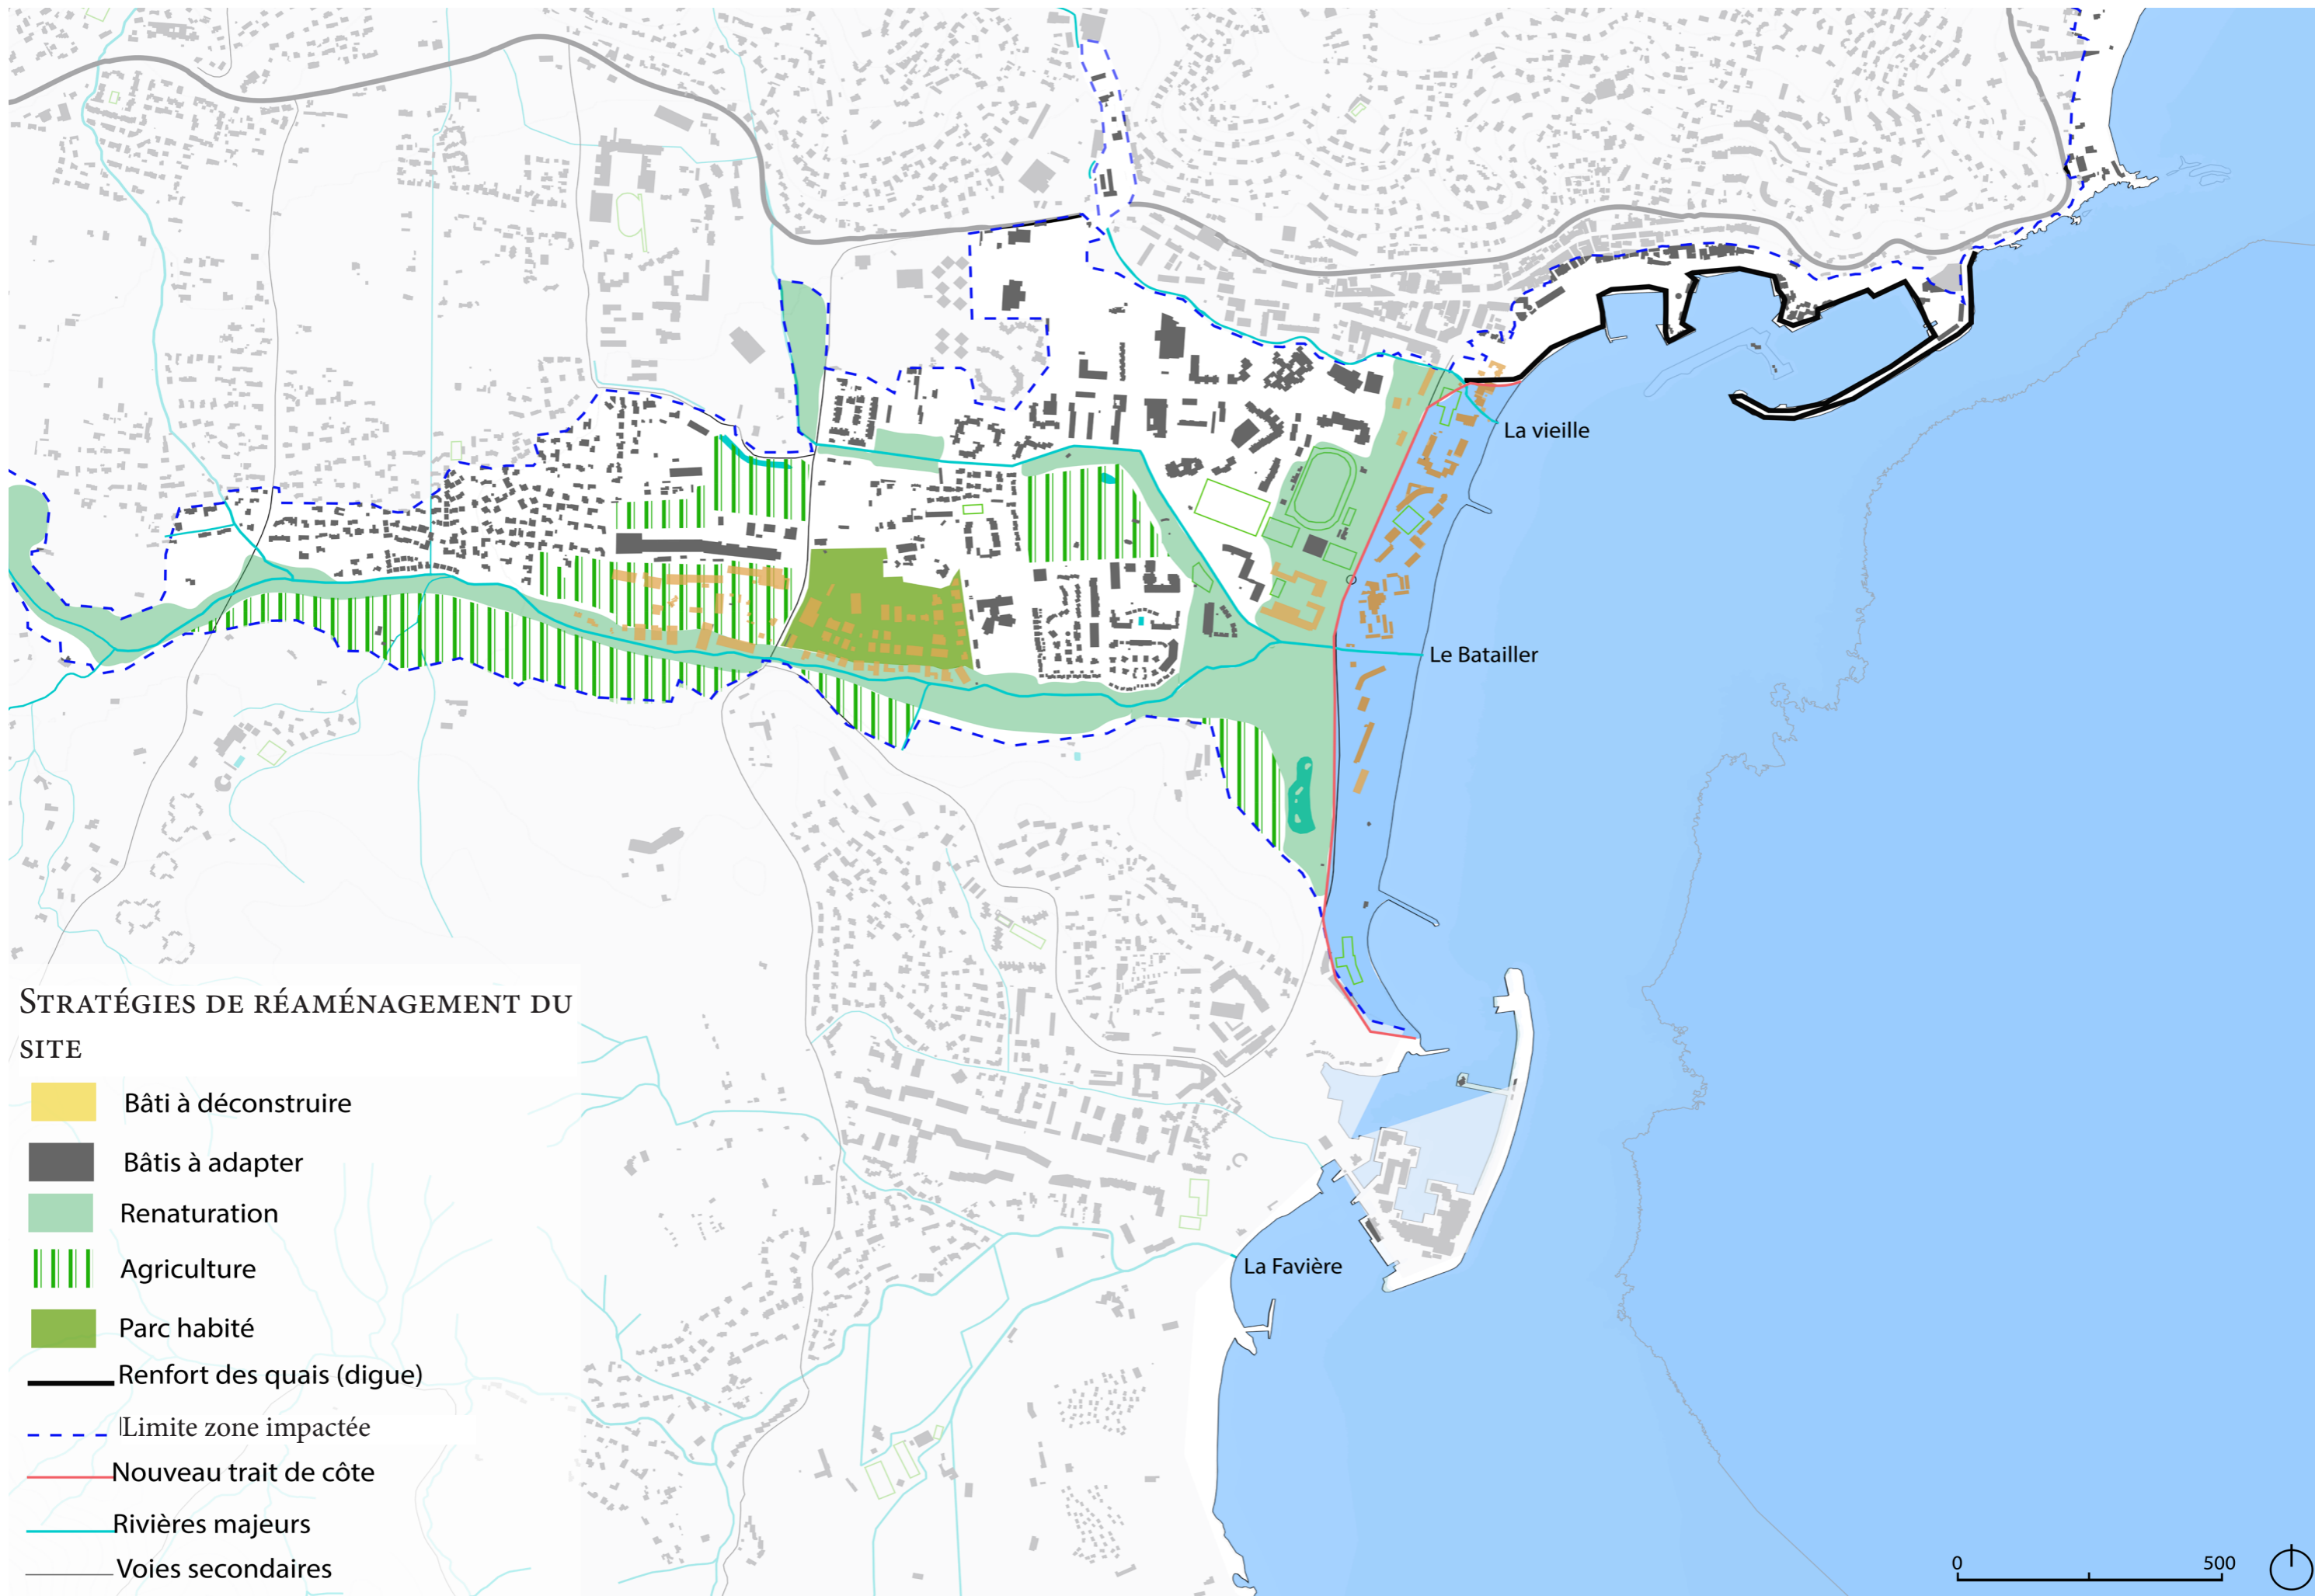 La vieille
Le Batailler
La Favière
Stratégies de réaménagement du
site
Bâti à déconstruire
Bâtis à adapter
Renaturation
Agriculture
Parc habité
Renfort des quais (digue)
Limite zone impactée
Nouveau trait de côte
Rivières majeurs
Voies secondaires
0 500